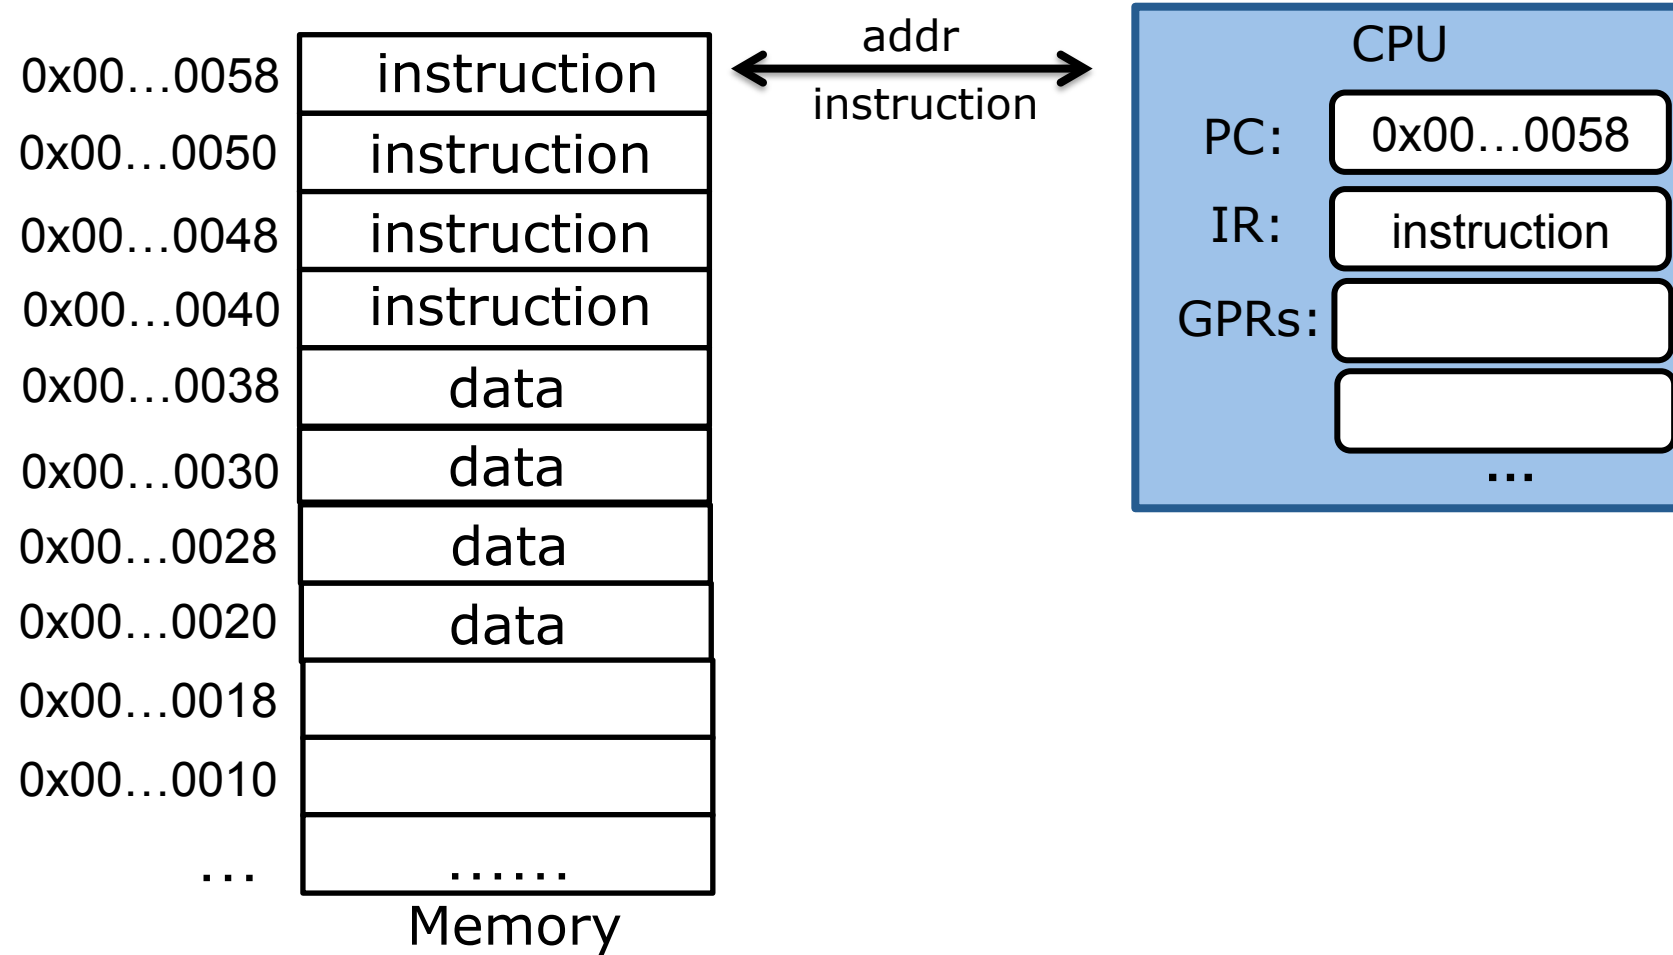 0x00…0058 instruction
0x00…0050 instruction
0x00…0048 instruction
0x00…0040 instruction
0x00…0038 data
0x00…0030 data
0x00…0028 data
0x00…0020 data
0x00…0018
0x00…0010
… ……
Memory
addr
instruction
CPU
PC: 0x00…0058
IR: instruction
GPRs:
…